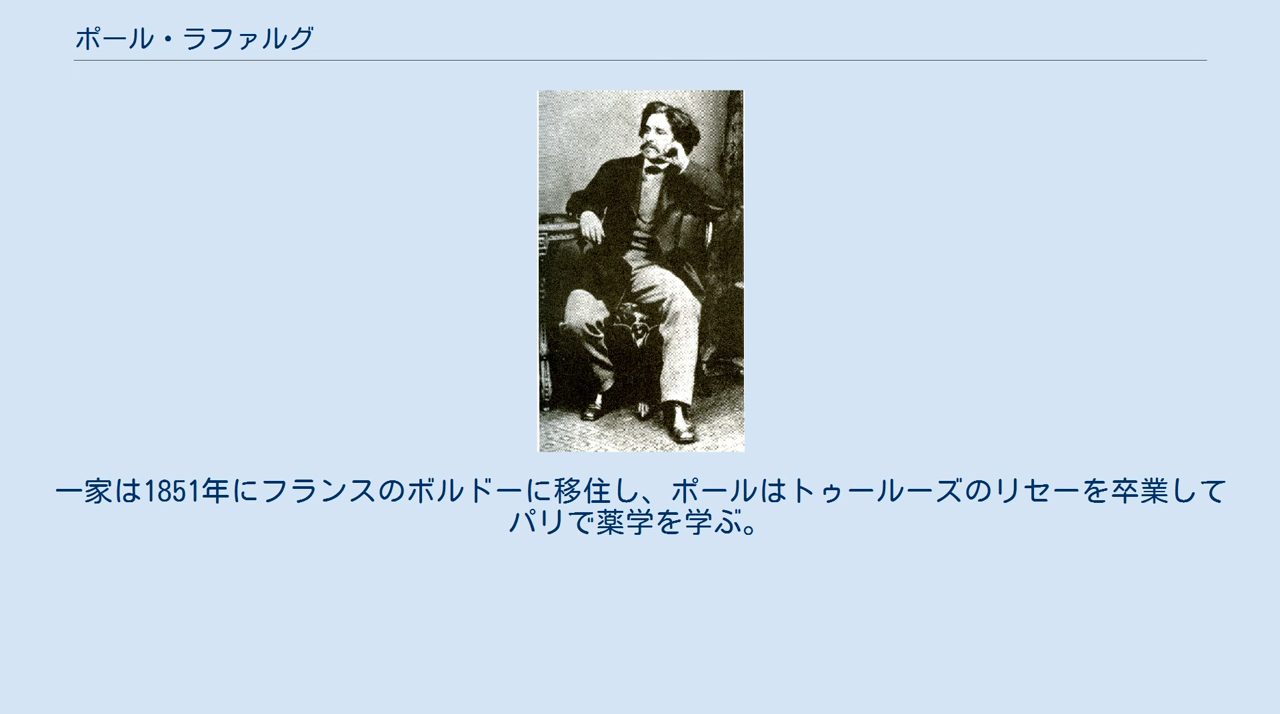 ポール・ラファルグ
一家は1851年にフランスのボルドーに移住し、ポールはトゥールーズのリセーを卒業して
パリで薬学を学ぶ。